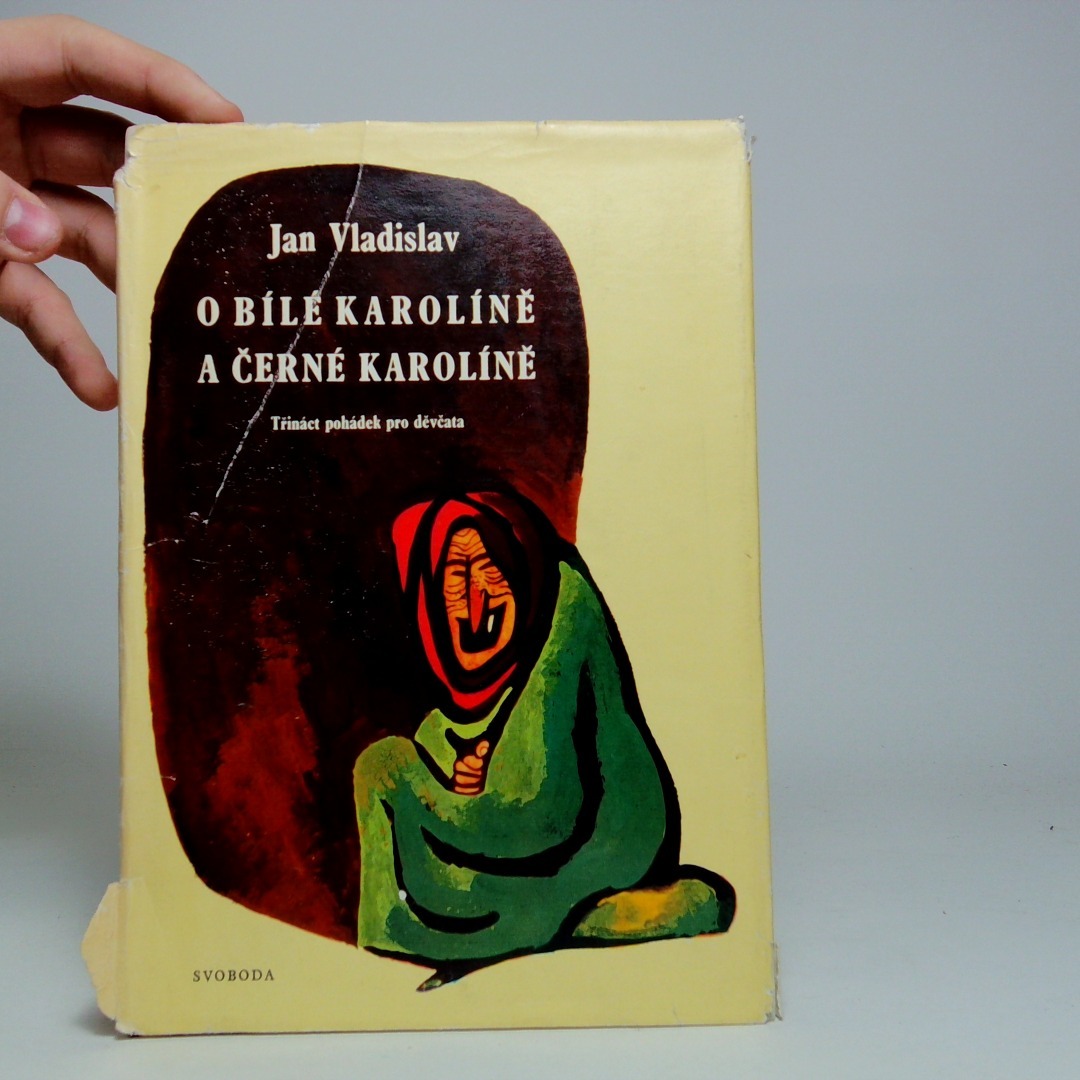 Jan Vladislav
O BÍLÉ KAROLÍNĚ
A ČERNÉ KAROLÍNĚ
Třináct pohádek pro děvčata
SVOBODA